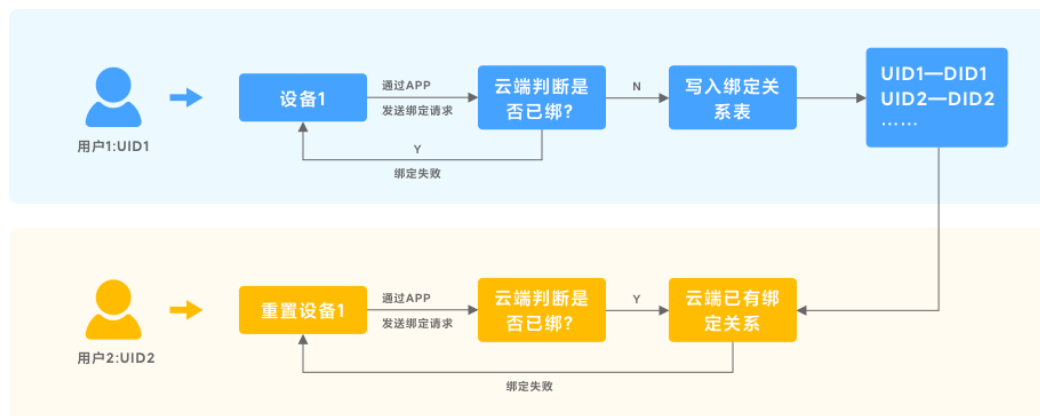 用户1:UID1
设备1
通过APP
发送绑定请求
云端判断是
否已绑?
N
写入绑定关
系表
UID1—DID1
UID2—DID2
……
Y
绑定失败
用户2:UID2
重置设备1
通过APP
发送绑定请求
云端判断是
否已绑?
Y
云端已有绑
定关系
绑定失败